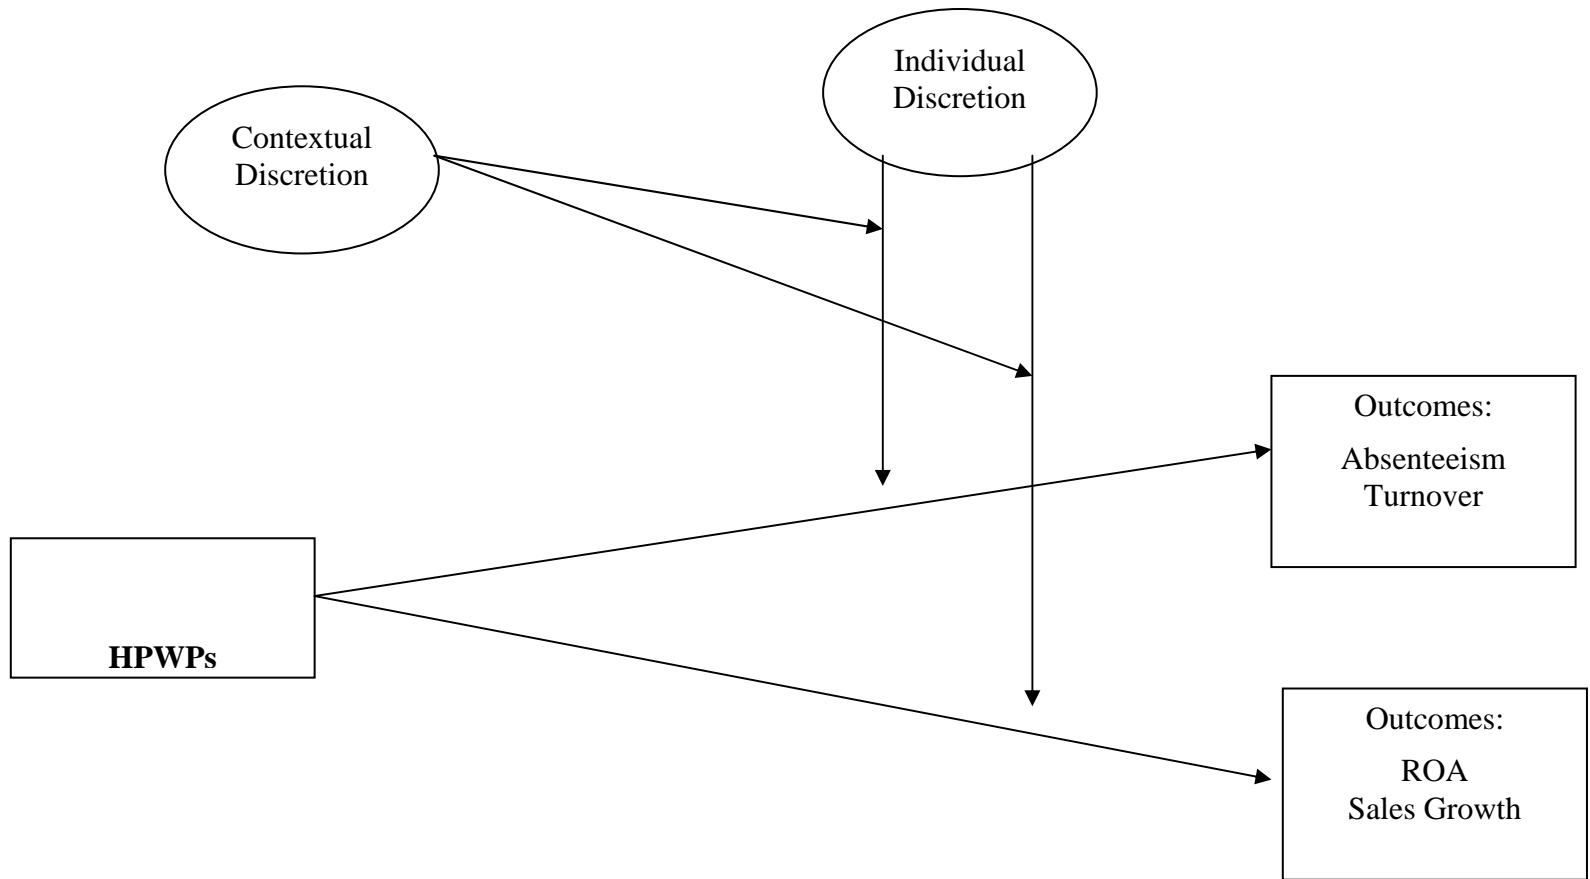 Individual
Discretion
Contextual
Discretion
Outcomes:
Absenteeism
Turnover
HPWPs
Outcomes:
ROA
Sales Growth